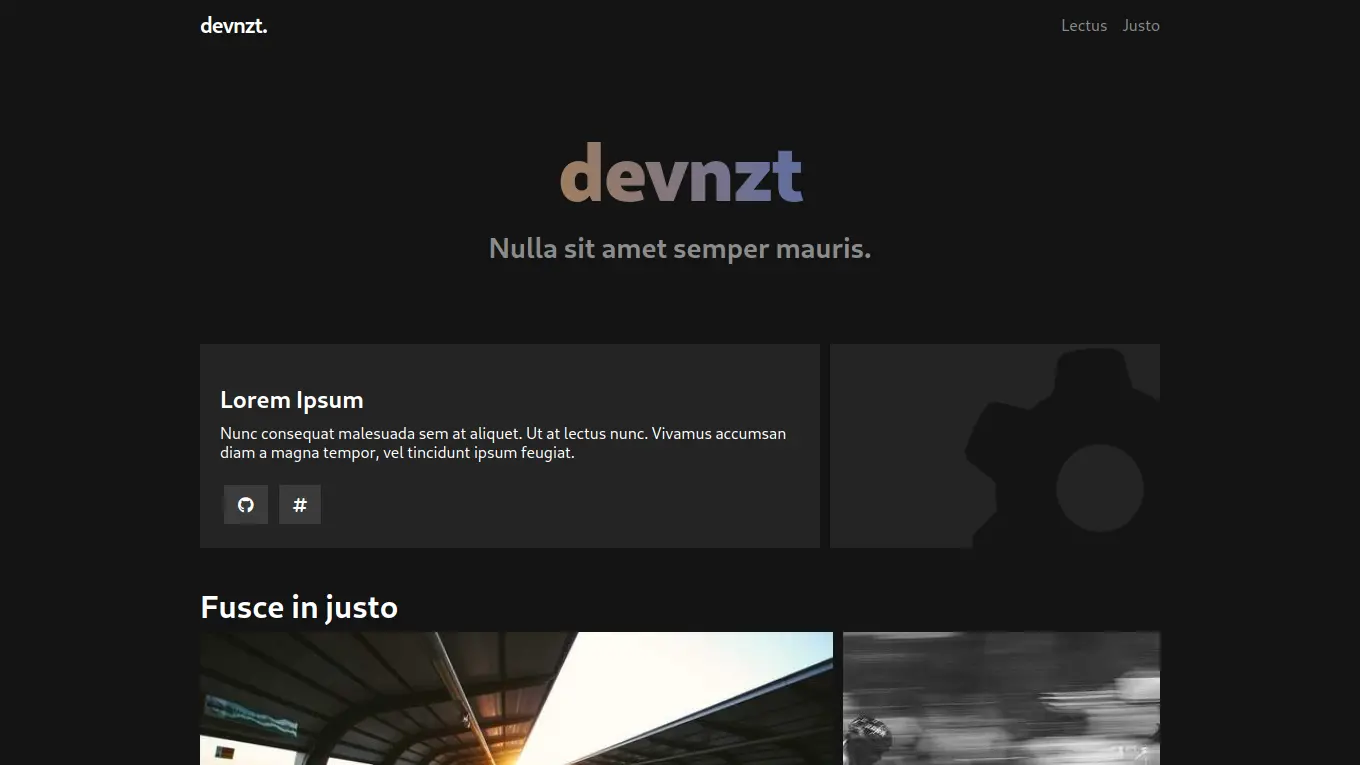 devnzt.
Lectus Justo
devnzt
Nulla sit amet semper mauris.
Lorem Ipsum
Nunc consequat malesuada sem at aliquet. Ut at lectus nunc. Vivamus accumsan
diam a magna tempor, vel tincidunt ipsum feugiat.
#
Fusce in justo